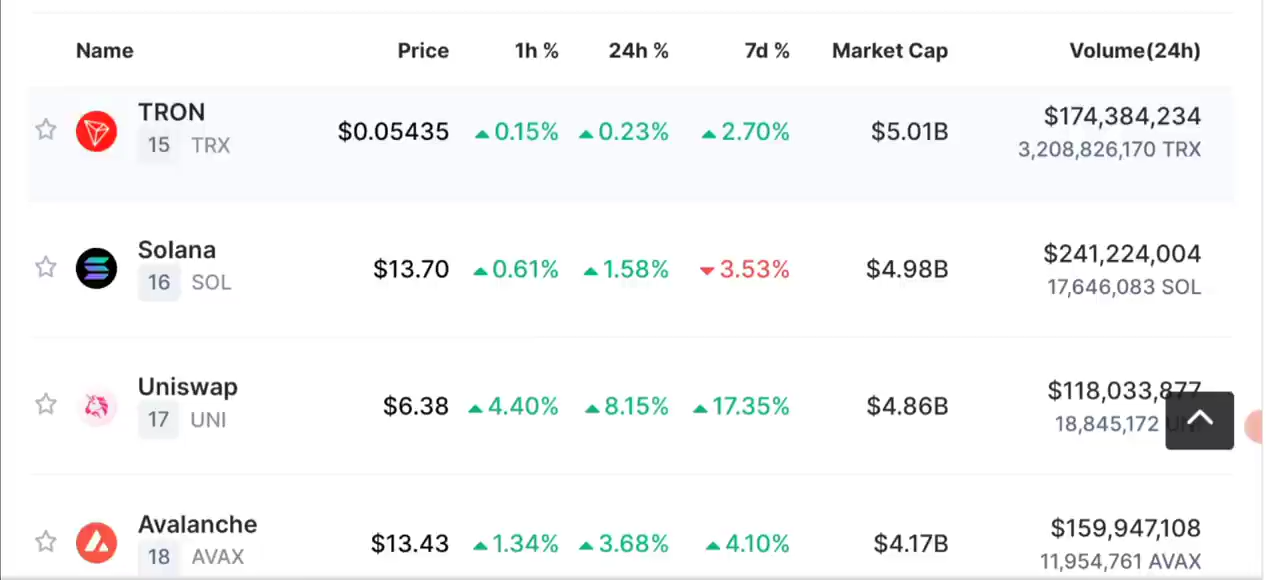 Name Price 1h % 24h % 7d % Market Cap Volume(24h)
TRON
15 TRX
$0.05435 ▲0.15% ▲0.23% ▲2.70% $5.01B
$174,384,234
3,208,826,170 TRX
Solana
16 SOL
$13.70 ▲0.61% ▲1.58% ▼3.53% $4.98B
$241,224,004
17,646,083 SOL
Uniswap
17 UNI
$6.38 ▲4.40% ▲8.15% ▲17.35% $4.86B
$118,033,877
18,845,172 UNI
Avalanche
18 AVAX
$13.43 ▲1.34% ▲3.68% ▲4.10% $4.17B
$159,947,108
11,954,761 AVAX